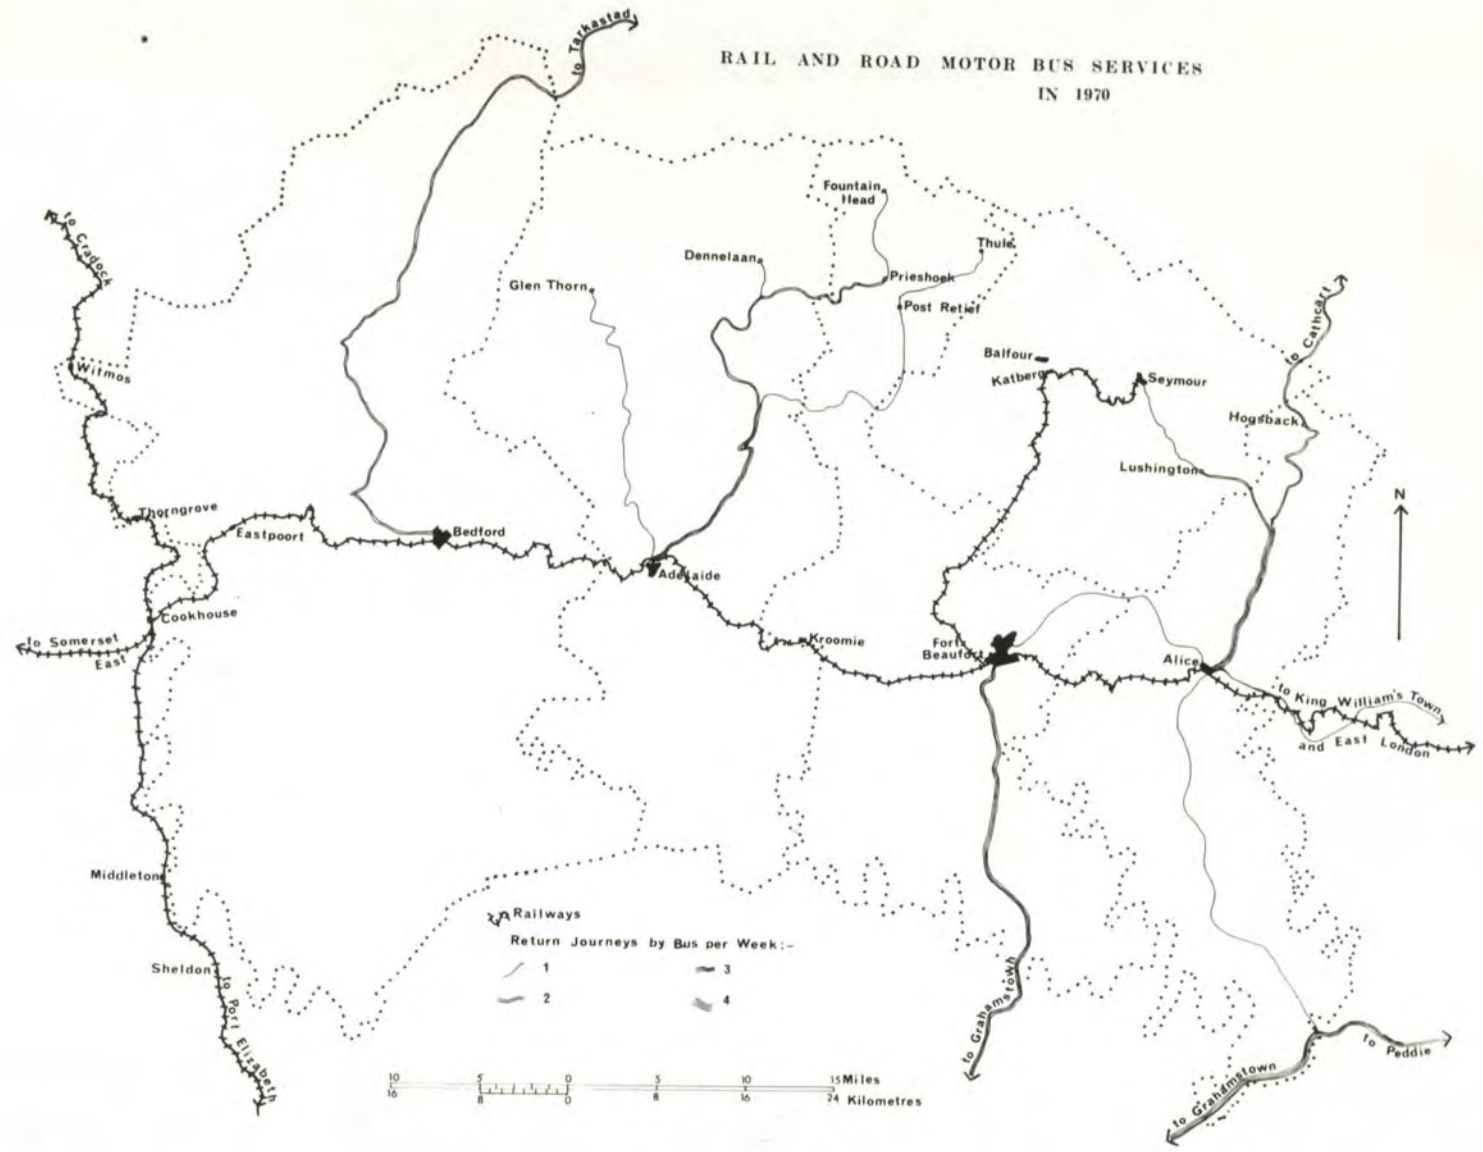 RAIL AND ROAD MOTOR BUS SERVICES
IN 1970
to Tarkastad
to Cradock
Fountain
Head
Thule
Dennelaan
Prieshoek
Glen Thorn
Post Retief
to Cathcart
Balfour
Katberg
Seymour
Witmos
Hogsback
Lushington
N
Thorngrove
Eastpoort
Bedford
Adelaide
Cookhouse
to Somerset
East
Kroomie
Fort
Beaufort
Alice
to King William's Town
and East London
Middleton
Sheldon
to Port Elizabeth
Railways
Return Journeys by Bus per Week:-
1 3
2 4
to Grahamstown
to Peddie
to Grahamstown
10 5 0 5 10 15 Miles
16 8 0 8 16 24 Kilometres